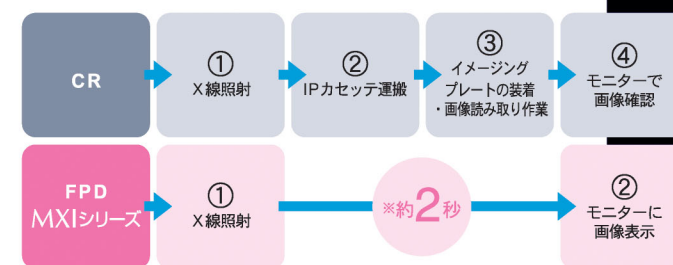 CR
①
X線照射
②
IPカセッテ運搬
③
イメージング
プレートの装着
・画像読み取り作業
④
モニターで
画像確認
FPD
MXIシリーズ
①
X線照射
※約2秒
②
モニターに
画像表示